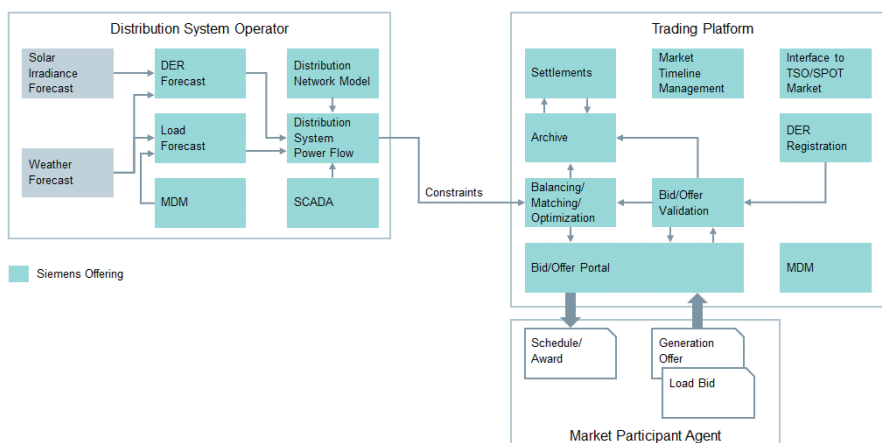 Distribution System Operator
Solar
Irradiance
Forecast
DER
Forecast
Distribution
Network Model
Weather
Forecast
Load
Forecast
Distribution
System
Power Flow
MDM
SCADA
Constraints
Siemens Offering
Trading Platform
Settlements
Market
Timeline
Management
Interface to
TSO/SPOT
Market
Archive
DER
Registration
Balancing/
Matching/
Optimization
Bid/Offer
Validation
Bid/Offer Portal
MDM
Schedule/
Award
Generation
Offer
Load Bid
Market Participant Agent